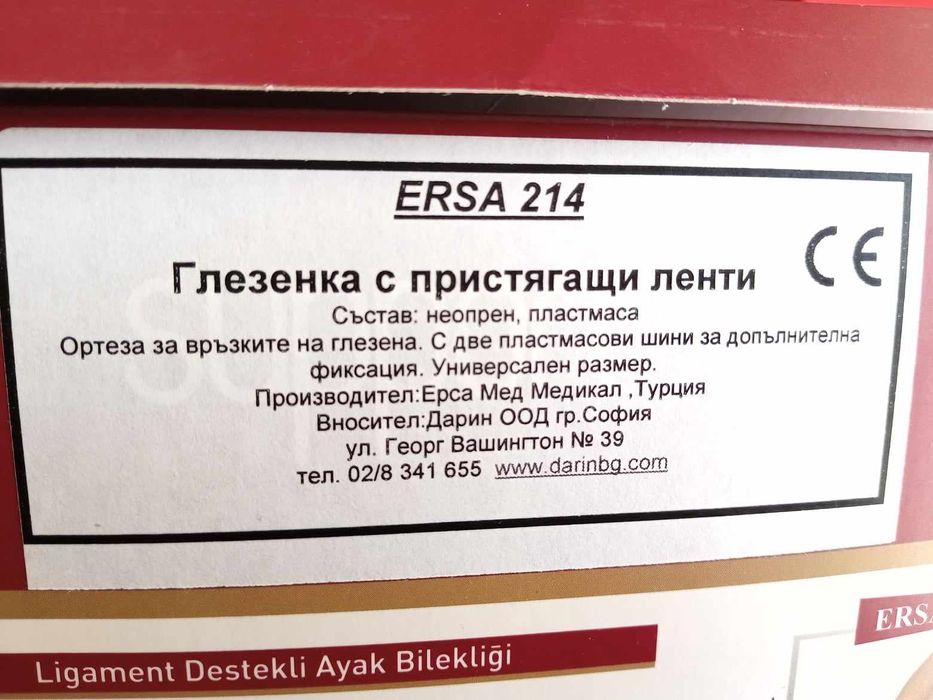 ERSA 214
CE
Глезенка с пристягащи ленти
Състав: неопрен, пластмаса
Ортеза за връзките на глезена. С две пластмасови шини за допълнителна
фиксация. Универсален размер.
Производител:Ерса Мед Медикал ,Турция
Вносител:Дарин ООД гр.София
ул. Георг Вашингтон № 39
тел. 02/8 341 655 www.darinbg.com
Ligament Destekli Ayak Bilekliği